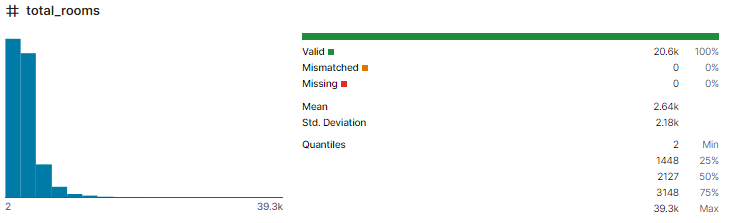 # total_rooms
2 39.3k
Valid 20.6k 100%
Mismatched 0 0%
Missing 0 0%
Mean 2.64k
Std. Deviation 2.18k
Quantiles 2 Min
1448 25%
2127 50%
3148 75%
39.3k Max